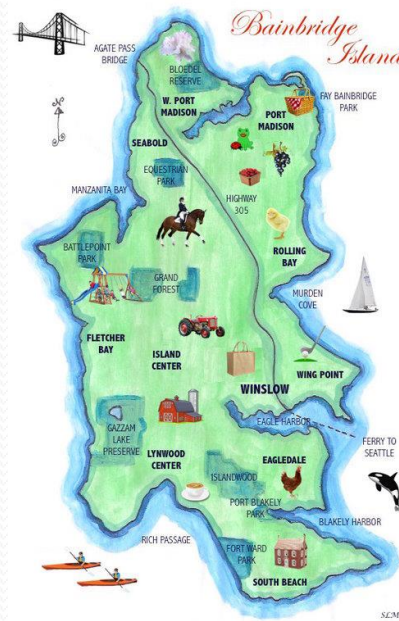 Bainbridge
Island
AGATE PASS
BRIDGE
BLOEDEL
RESERVE
W. PORT
MADISON
PORT
MADISON
FAY BAINBRIDGE
PARK
N
SEABOLD
EQUESTRIAN
PARK
MANZANITA BAY
HIGHWAY
305
BATTLEPOINT
PARK
ROLLING
BAY
GRAND
FOREST
MURDEN
COVE
FLETCHER
BAY
ISLAND
CENTER
WING POINT
WINSLOW
EAGLE HARBOR
GAZZAM
LAKE
PRESERVE
FERRY TO
SEATTLE
LYNWOOD
CENTER
EAGLEDALE
ISLANDWOOD
PORT BLAKELY
PARK
BLAKELY HARBOR
RICH PASSAGE
FORT WARD
PARK
SOUTH BEACH
SLM